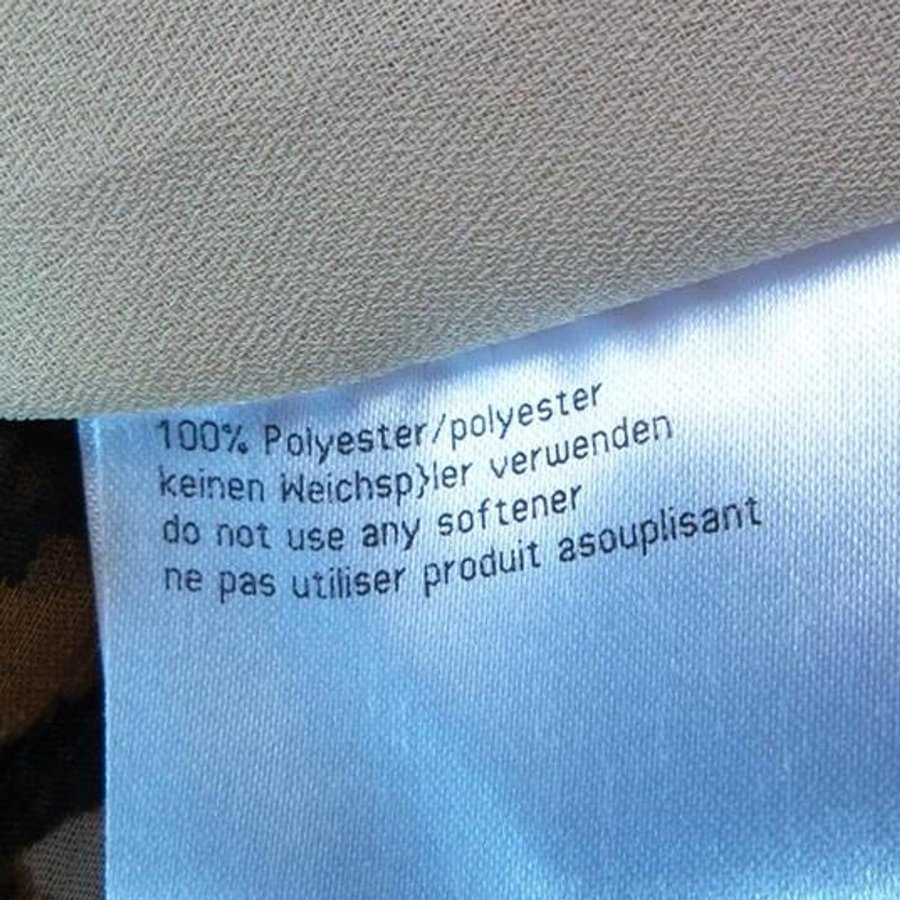 100% Polyester/polyester
keinen Weichsp}ler verwenden
do not use any softener
ne pas utiliser produit asouplisant